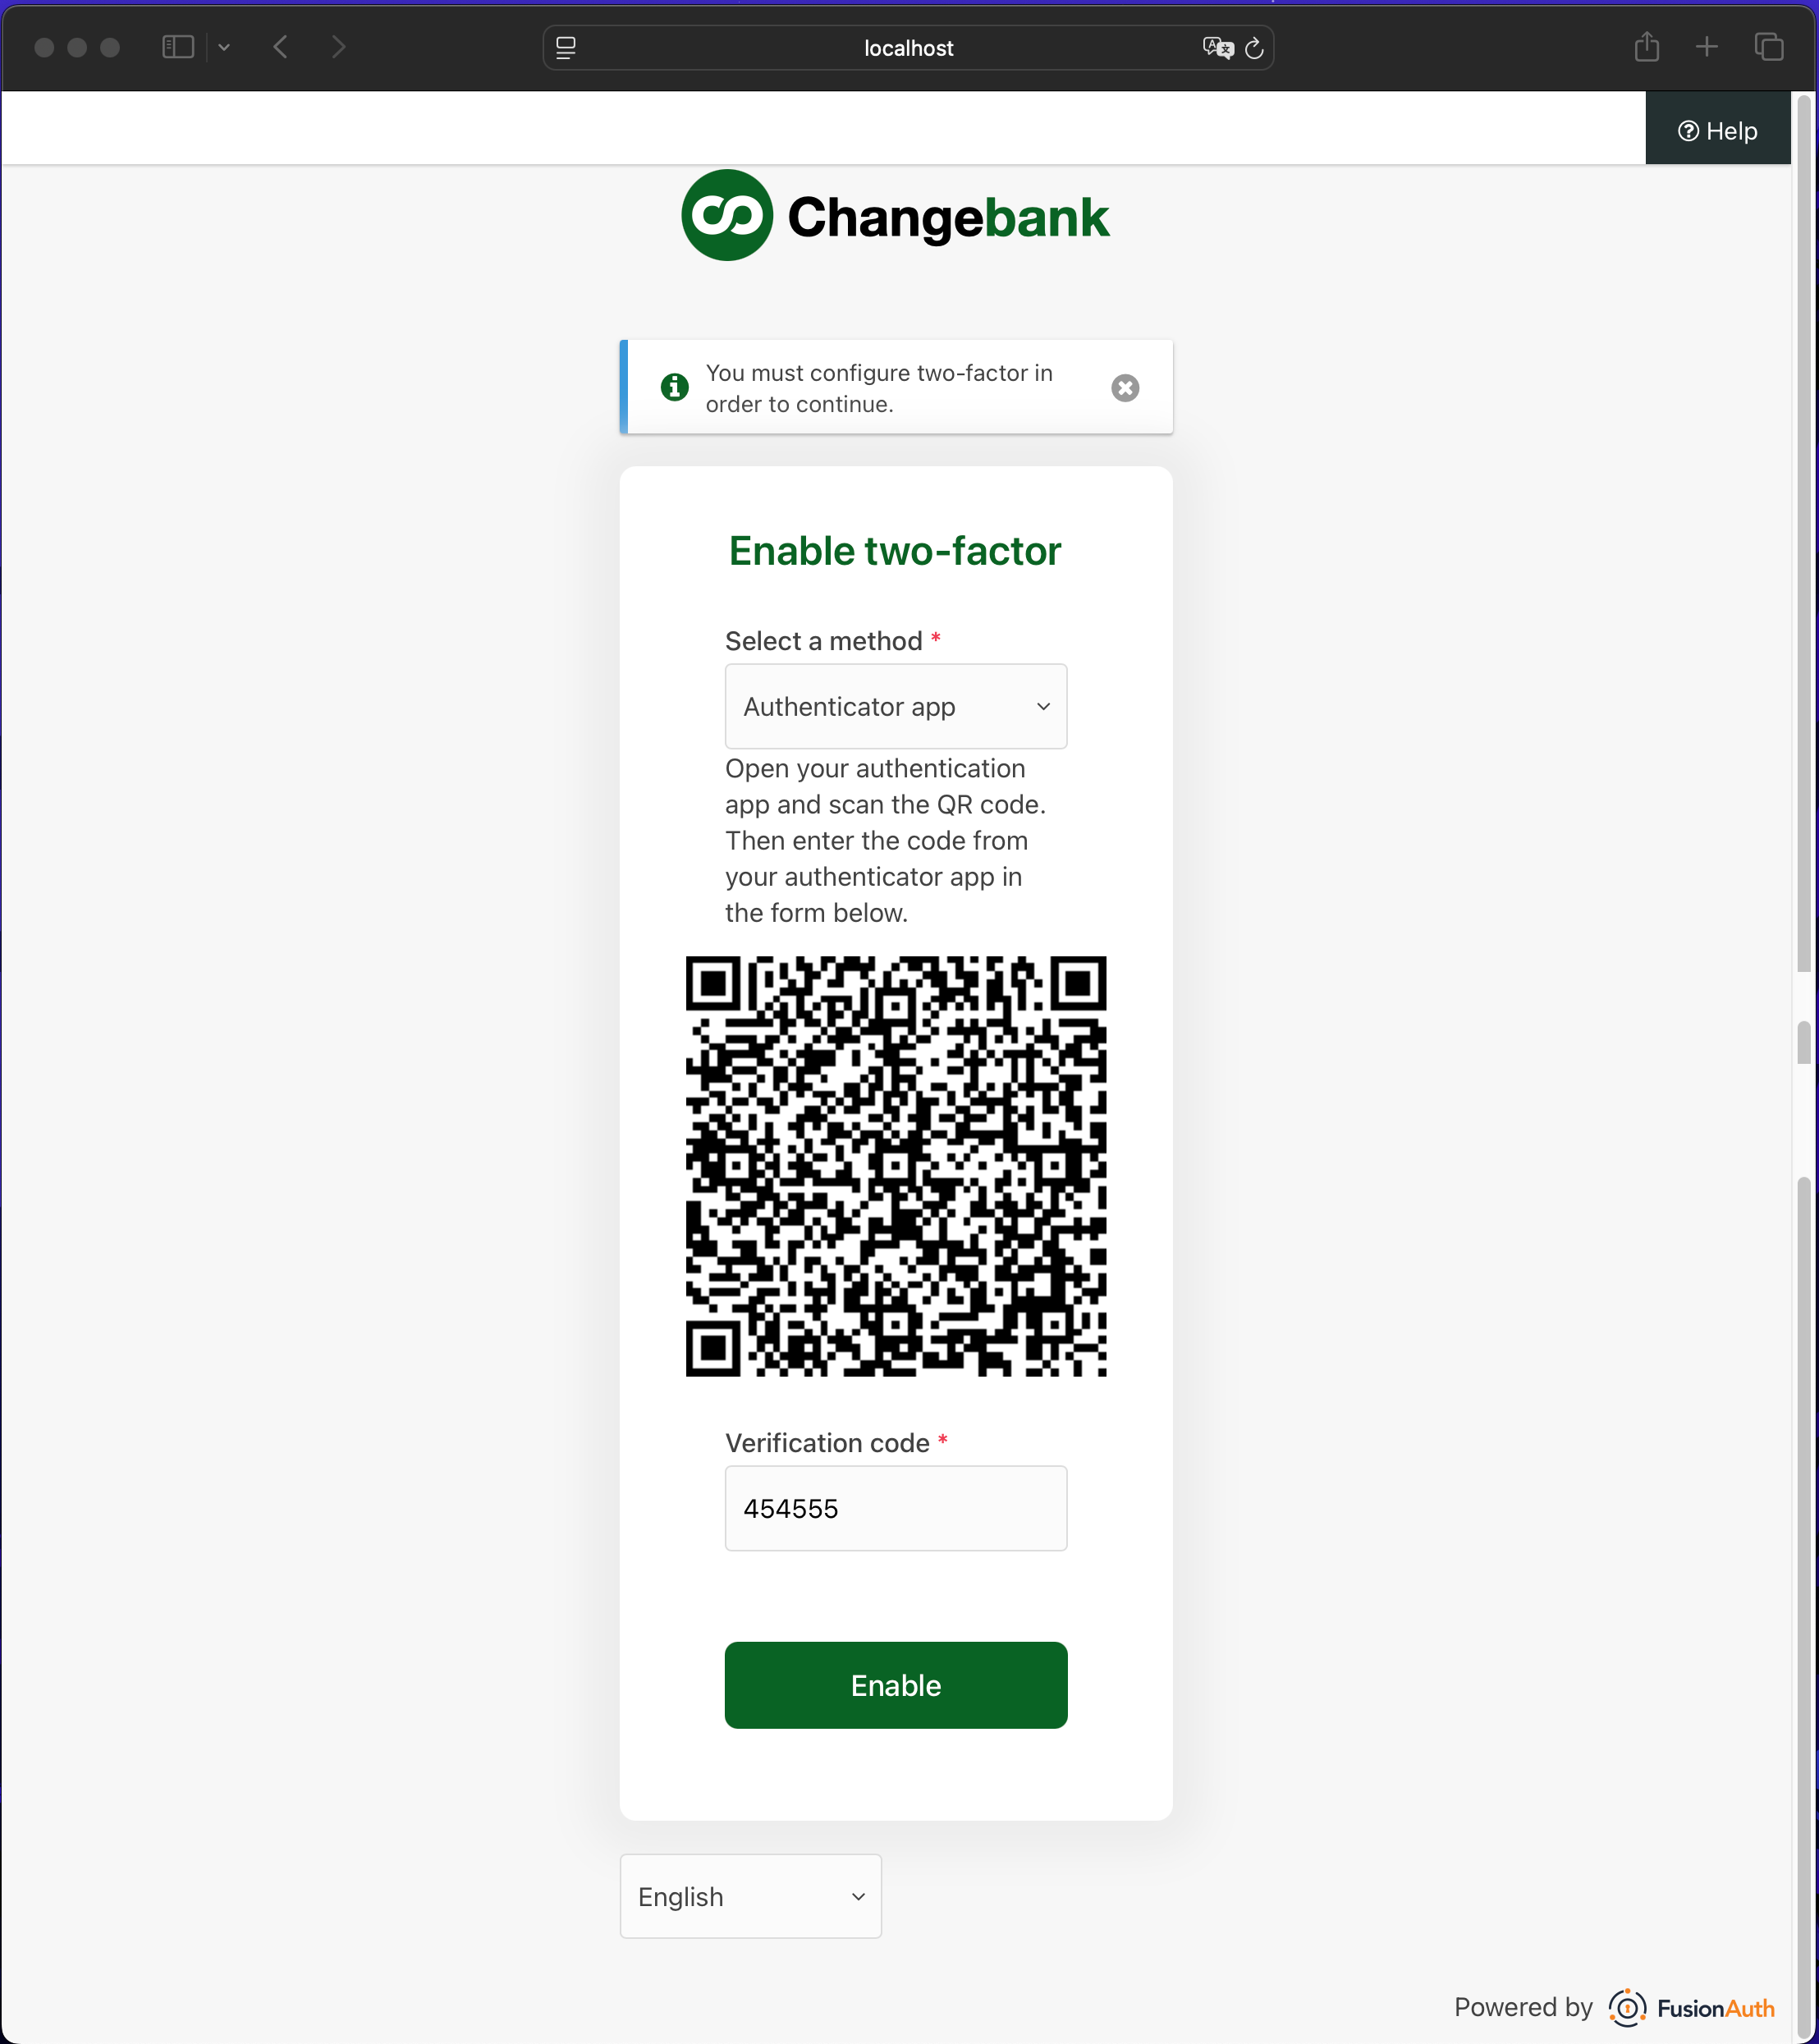 localhost
Help
Changebank
You must configure two-factor in
order to continue.
Enable two-factor
Select a method *
Authenticator app
Open your authentication
app and scan the QR code.
Then enter the code from
your authenticator app in
the form below.
Verification code *
454555
Enable
English
Powered by FusionAuth